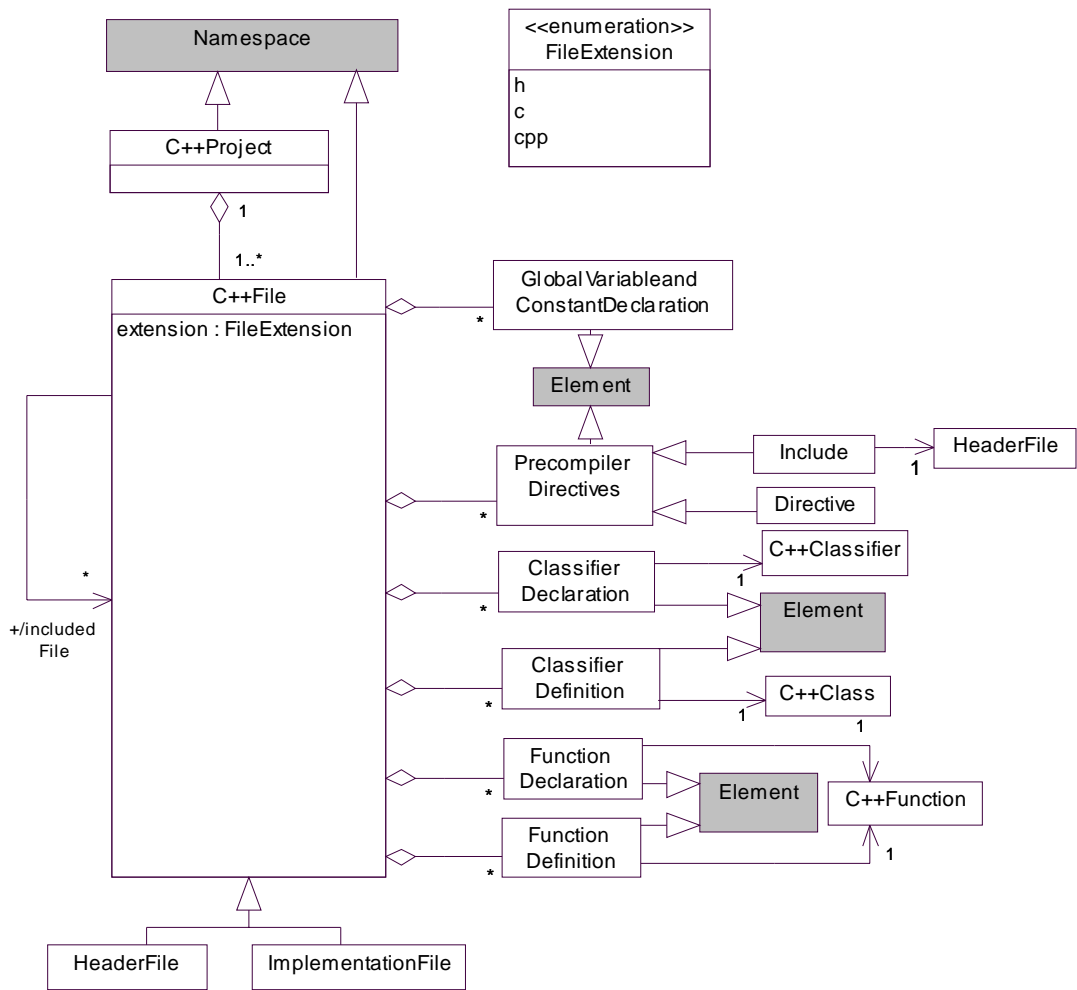 Namespace
<<enumeration>>
FileExtension
h
c
cpp
C++Project
1
1..*
C++File
extension : FileExtension
*
+/included
File
GlobalVariableand
ConstantDeclaration
*
Element
Precompiler
Directives
*
Include
1
HeaderFile
Directive
Classifier
Declaration
*
C++Classifier
1
Element
Classifier
Definition
*
C++Class
1
1
Function
Declaration
*
Element
C++Function
Function
Definition
*
1
HeaderFile
ImplementationFile